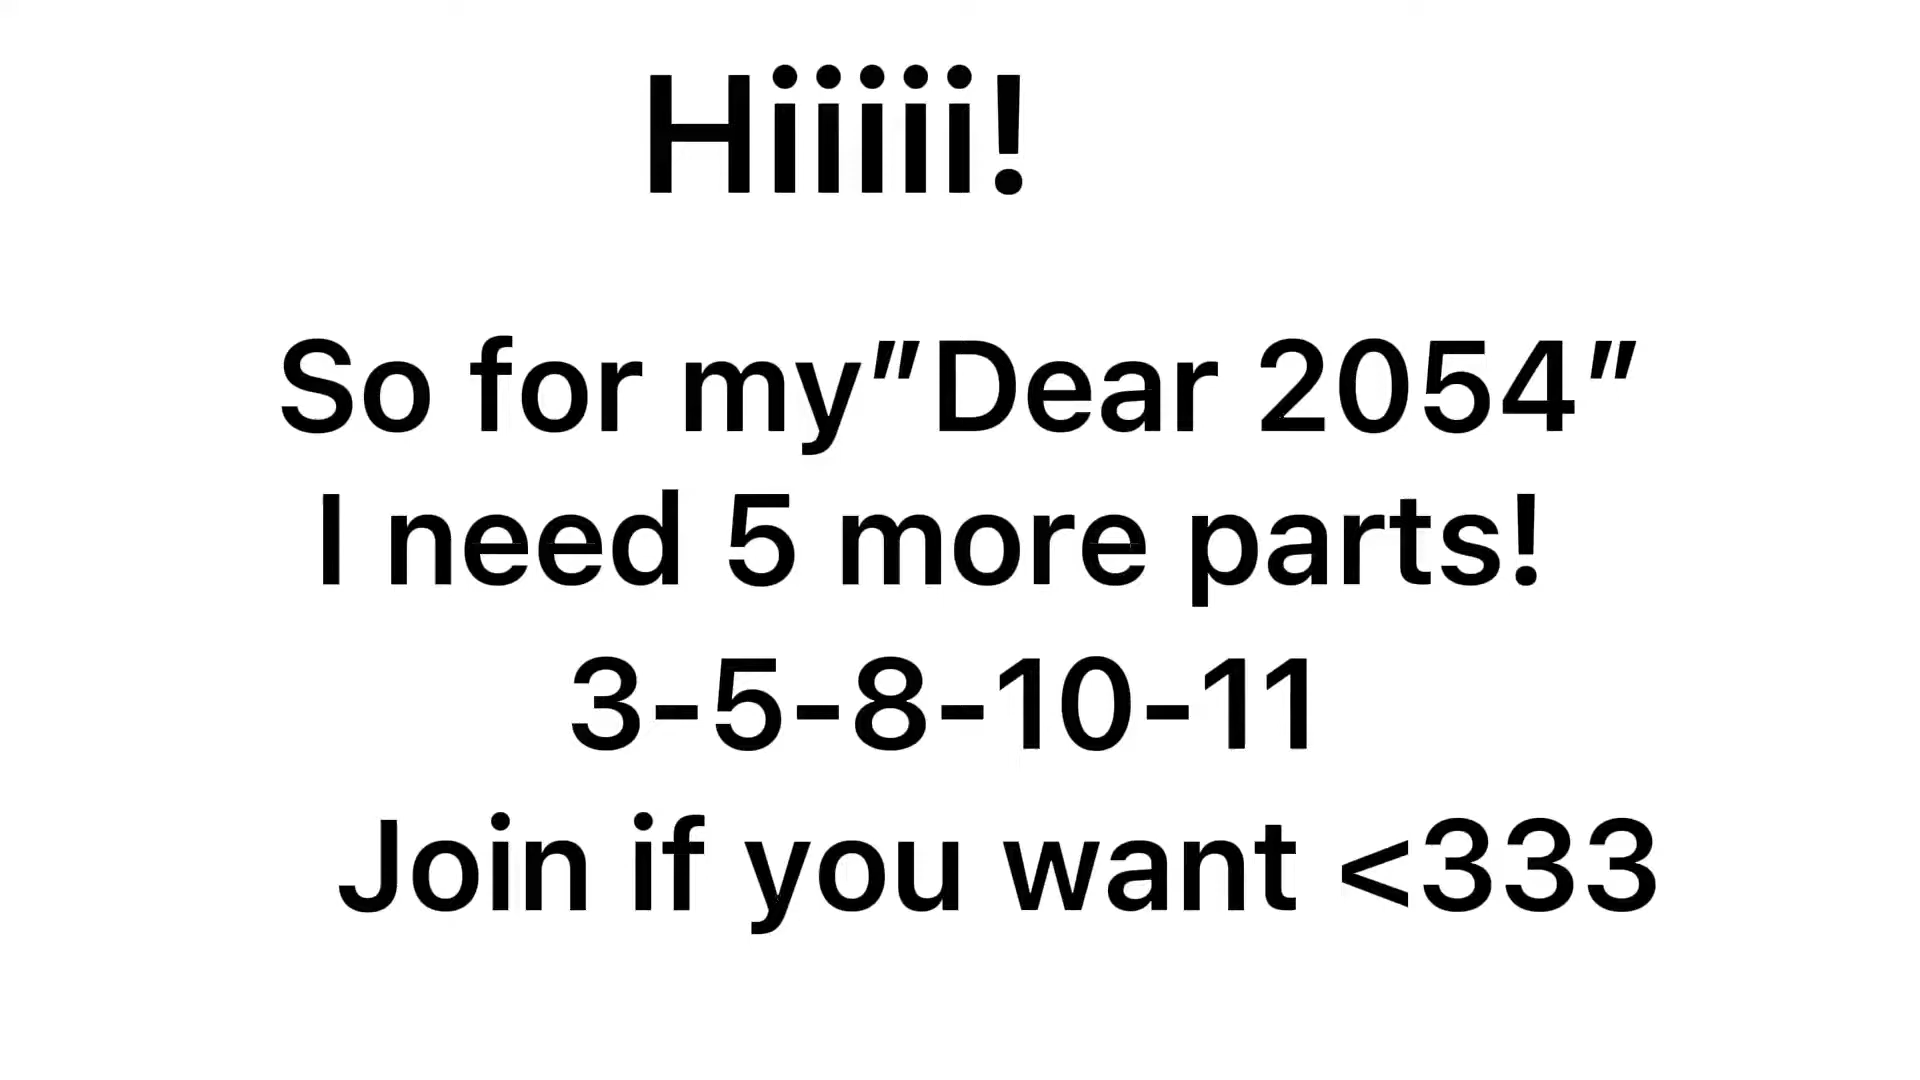 Hiiiii!
So for my”Dear 2054”
I need 5 more parts!
3-5-8-10-11
Join if you want <333